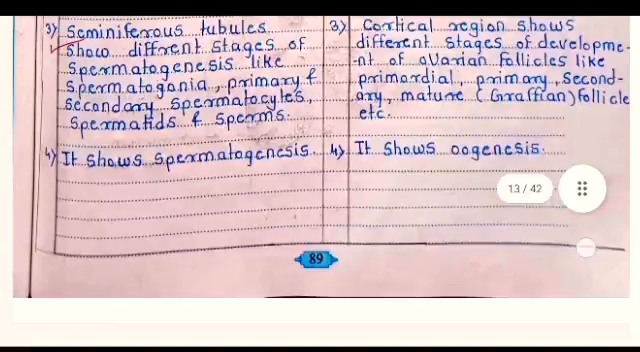 3) Seminiferous tubules
show diffrent stages of
spermatogenesis like
spermatogonia, primary &
secondary spermatocytes,
spermatids & sperms.
4) It shows spermatogenesis.
3) Cortical region shows
different stages of developme-
-nt of ovarian follicles like
primordial, primary, second-
ary, mature (Graffian) follicle
etc.
4) It shows oogenesis.
13 / 42
89